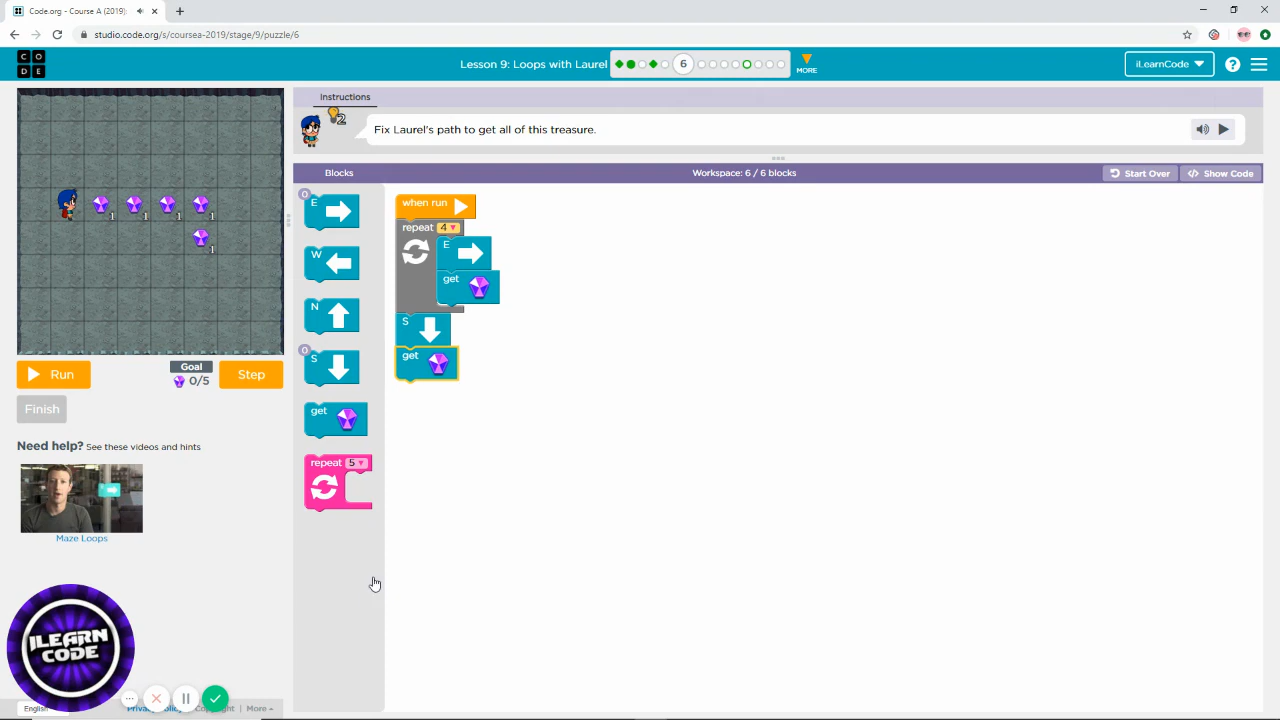 Code.org - Course A (2019):
studio.code.org/s/coursea-2019/stage/9/puzzle/6
C O
D E
Lesson 9: Loops with Laurel
6
MORE
iLearnCode
?
Instructions
2
Fix Laurel's path to get all of this treasure.
Blocks
Workspace: 6 / 6 blocks
Start Over
</> Show Code
1 1 1 1
1
0
E
W
N
0
S
get
repeat 5
when run
repeat 4
E
get
S
get
Run
Goal
0/5
Step
Finish
Need help? See these videos and hints
Maze Loops
ILEARN
CODE
English
More